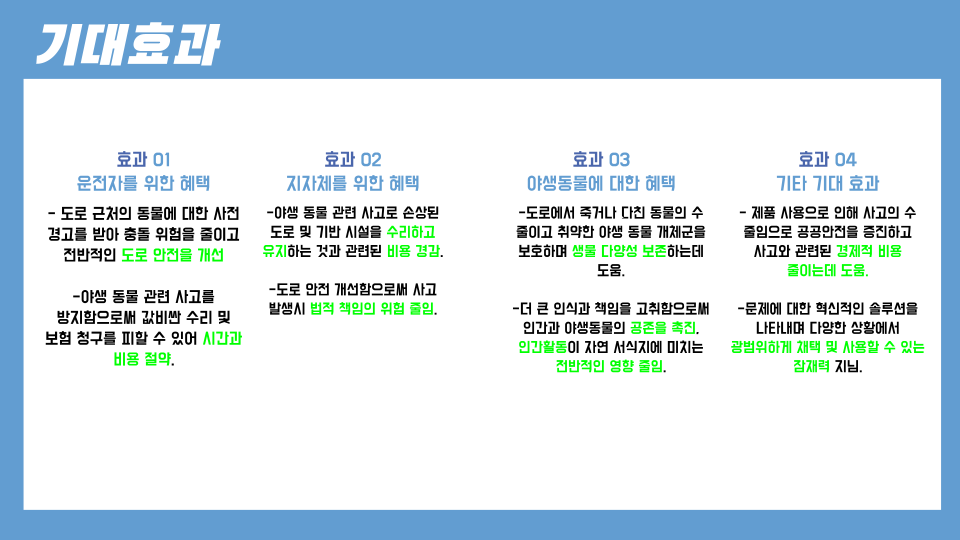 기대효과
효과 01
운전자를 위한 혜택
- 도로 근처의 동물에 대한 사전
경고를 받아 충돌 위험을 줄이고
전반적인 도로 안전을 개선
-야생 동물 관련 사고를
방지함으로써 값비싼 수리 및
보험 청구를 피할 수 있어 시간과
비용 절약.
효과 02
지자체를 위한 혜택
-야생 동물 관련 사고로 손상된
도로 및 기반 시설을 수리하고
유지하는 것과 관련된 비용 경감.
-도로 안전 개선함으로써 사고
발생시 법적 책임의 위험 줄임.
효과 03
야생동물에 대한 혜택
-도로에서 죽거나 다친 동물의 수
줄이고 취약한 야생 동물 개체군을
보호하며 생물 다양성 보존하는데
도움.
-더 큰 인식과 책임을 고취함으로써
인간과 야생동물의 공존을 촉진.
인간활동이 자연 서식지에 미치는
전반적인 영향 줄임.
효과 04
기타 기대 효과
- 제품 사용으로 인해 사고의 수
줄임으로 공공안전을 증진하고
사고와 관련된 경제적 비용
줄이는데 도움.
-문제에 대한 혁신적인 솔루션을
나타내며 다양한 상황에서
광범위하게 채택 및 사용할 수 있는
잠재력 지님.